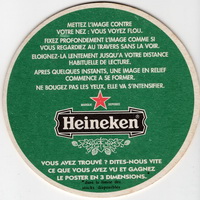 METTEZ L'IMAGE CONTRE
VOTRE NEZ : VOUS VOYEZ FLOU.
FIXEZ PROFONDEMENT L'IMAGE COMME SI
VOUS REGARDIEZ AU TRAVERS SANS LA VOIR.
ELOIGNEZ-LA LENTEMENT JUSQU'A VOTRE DISTANCE
HABITUELLE DE LECTURE.
APRES QUELQUES INSTANTS, UNE IMAGE EN RELIEF
COMMENCE A SE FORMER.
NE BOUGEZ PAS LES YEUX, ELLE VA S'INTENSIFIER.
Heineken
VOUS AVEZ TROUVÉ ? DITES-NOUS VITE
CE QUE VOUS AVEZ VU ET GAGNEZ
LE POSTER EN 3 DIMENSIONS.